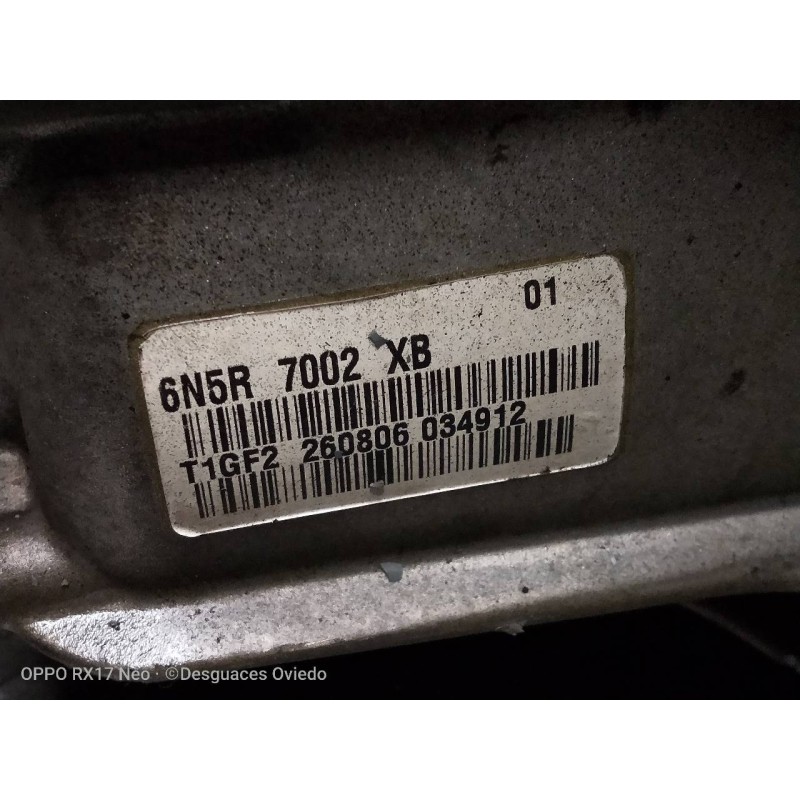 01
6N5R 7002 XB
T1GF2 260806 034912
OPPO RX17 Neo · ©Desguaces Oviedo